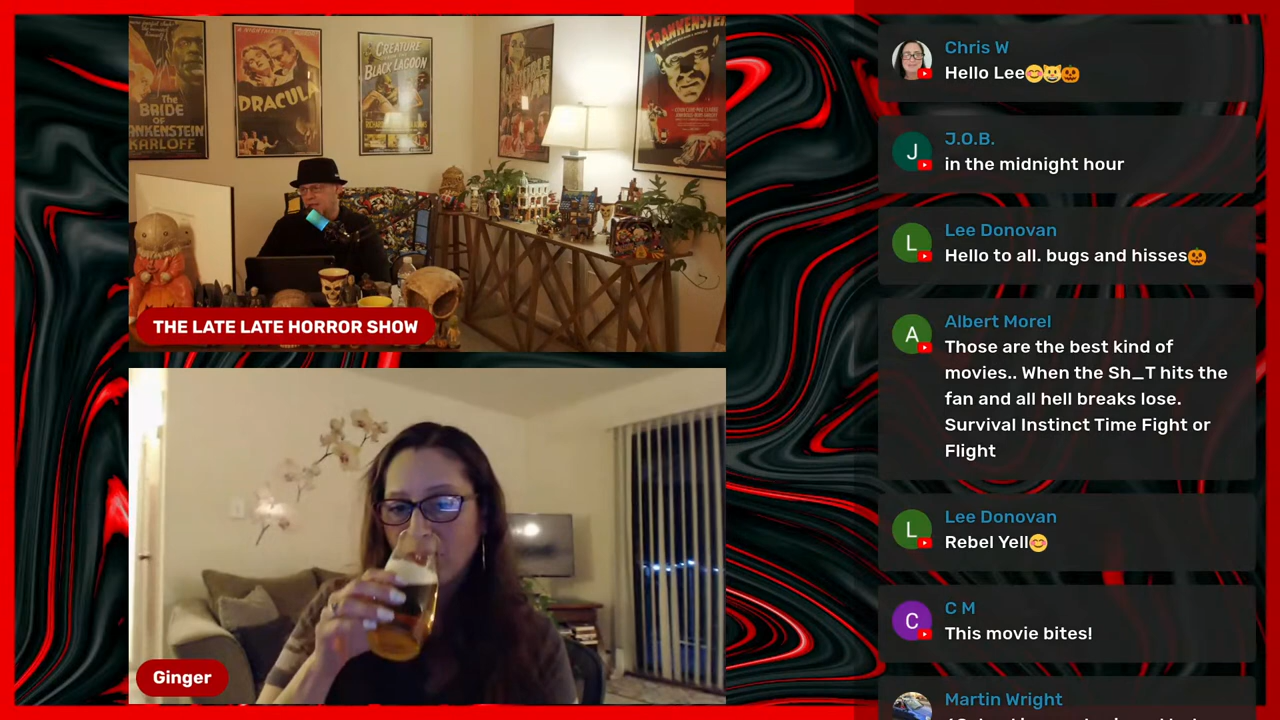 The
BRIDE
OF
KARLOFF
DRACULA
CREATURE
BLACK LAGOON
FRANKENSTEIN
THE LATE LATE HORROR SHOW
Ginger
Chris W
Hello Lee😊😺🎃
J
J.O.B.
in the midnight hour
L
Lee Donovan
Hello to all. bugs and hisses🎃
A
Albert Morel
Those are the best kind of
movies.. When the Sh_T hits the
fan and all hell breaks lose.
Survival Instinct Time Fight or
Flight
L
Lee Donovan
Rebel Yell😊
C
C M
This movie bites!
Martin Wright